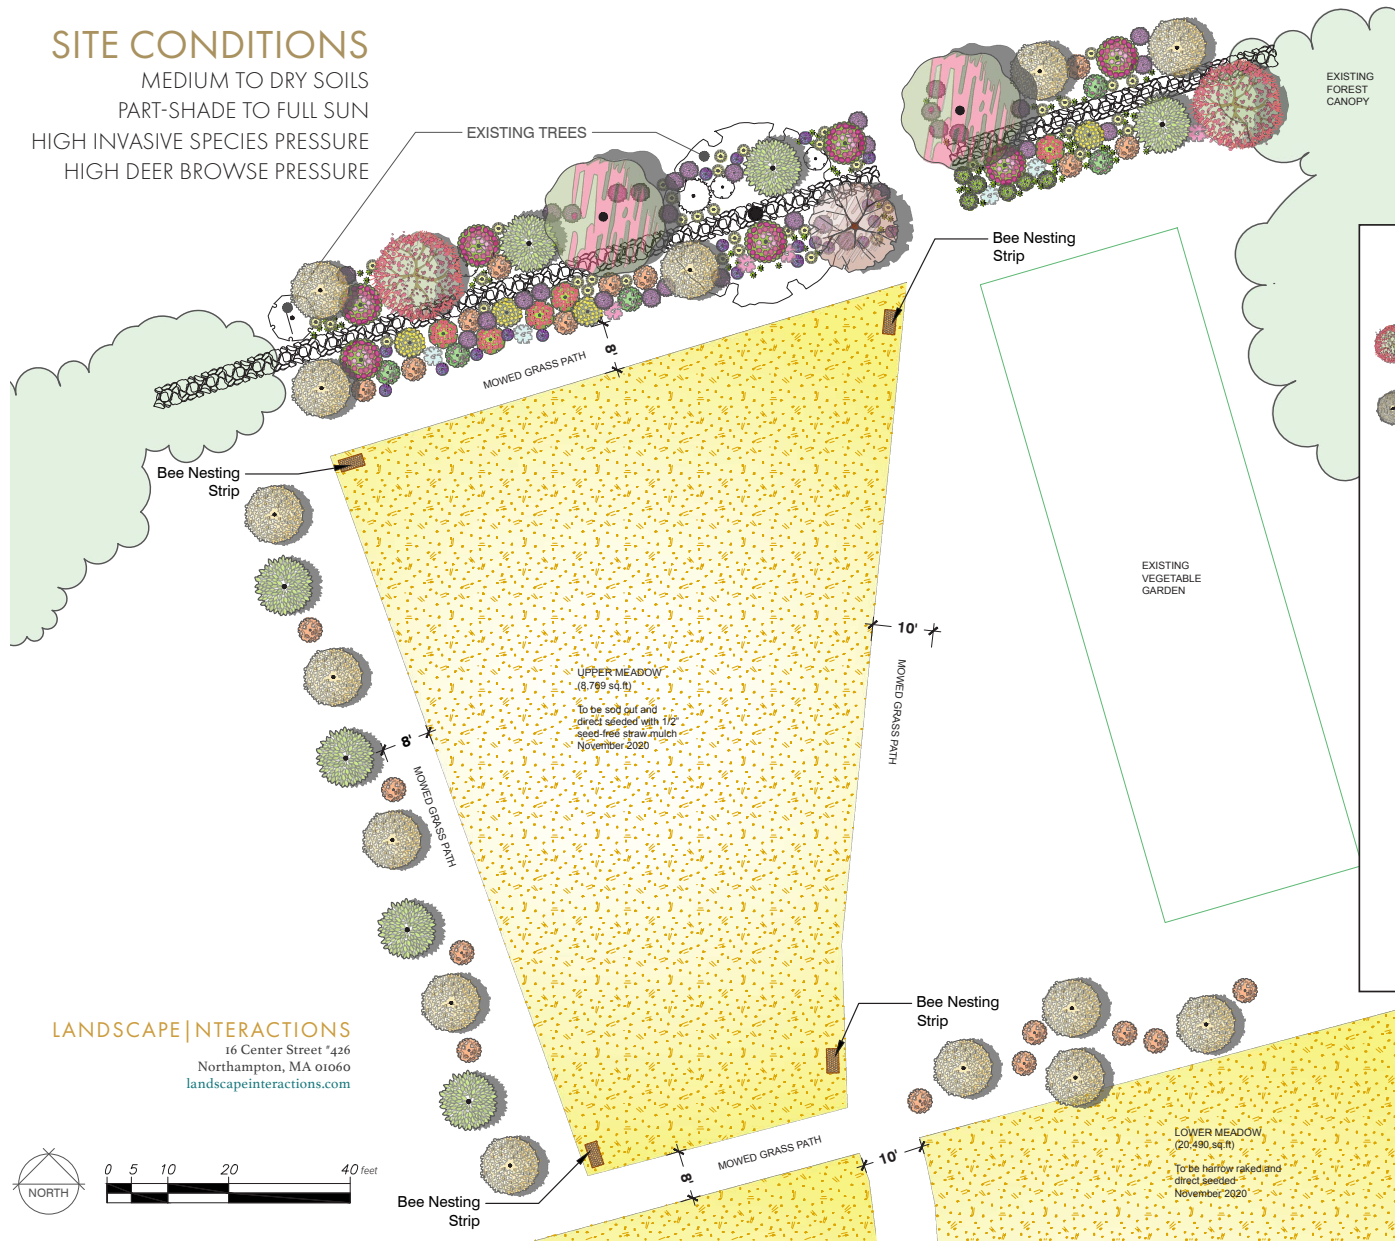 SITE CONDITIONS
MEDIUM TO DRY SOILS
PART-SHADE TO FULL SUN
HIGH INVASIVE SPECIES PRESSURE
HIGH DEER BROWSE PRESSURE
EXISTING TREES
EXISTING
FOREST
CANOPY
Bee Nesting
Strip
8'
MOWED GRASS PATH
Bee Nesting
Strip
EXISTING
VEGETABLE
GARDEN
10'
MOWED GRASS PATH
UPPER MEADOW
(8,769 sq.ft)
To be sod cut and
direct seeded with 1/2
seed-free straw mulch
November 2020
8'
MOWED GRASS PATH
Bee Nesting
Strip
LANDSCAPE|NTERACTIONS
16 Center Street *426
Northampton, MA 01060
landscapeinteractions.com
LOWER MEADOW
(20,490 sq.ft)
To be harrow raked and
direct seeded
November 2020
MOWED GRASS PATH
10'
8'
NORTH
0 5 10 20 40 feet
Bee Nesting
Strip